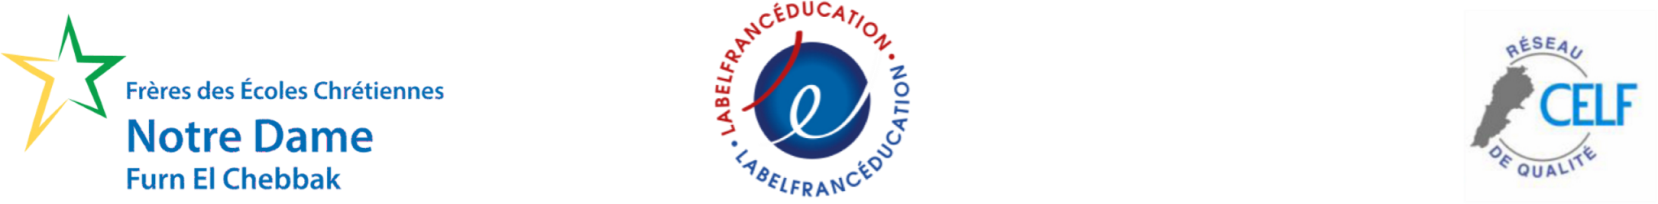 Frères des Écoles Chrétiennes
Notre Dame
Furn El Chebbak
LABELFRANCÉDUCATION • LABELFRANCÉDUCATION •
e
RÉSEAU
CELF
DE QUALITÉ